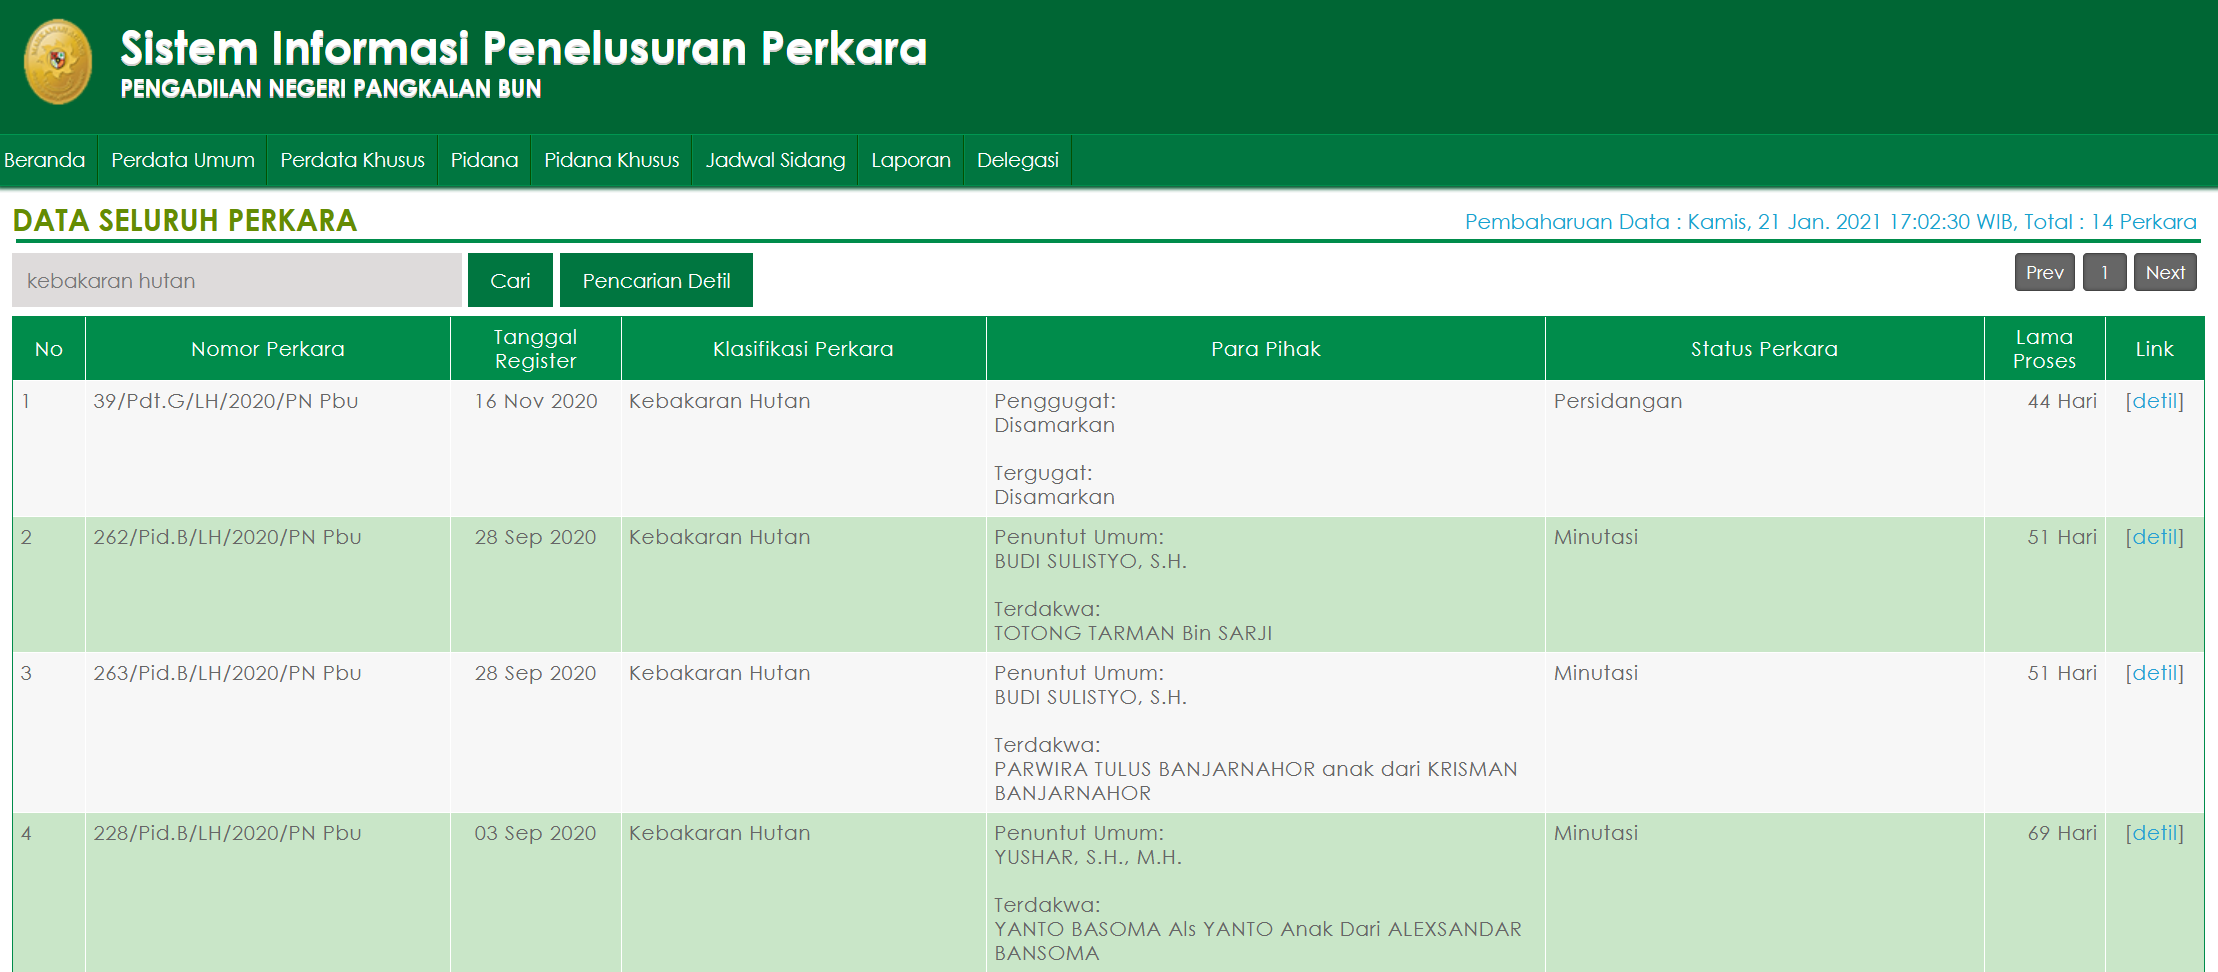 Sistem Informasi Penelusuran Perkara
PENGADILAN NEGERI PANGKALAN BUN
Beranda Perdata Umum Perdata Khusus Pidana Pidana Khusus Jadwal Sidang Laporan Delegasi
DATA SELURUH PERKARA
Pembaharuan Data : Kamis, 21 Jan. 2021 17:02:30 WIB, Total : 14 Perkara
kebakaran hutan Cari Pencarian Detil Prev 1 Next
No Nomor Perkara Tanggal Register Klasifikasi Perkara Para Pihak Status Perkara Lama Proses Link
1 39/Pdt.G/LH/2020/PN Pbu 16 Nov 2020 Kebakaran Hutan Penggugat: Persidangan 44 Hari [detil]
Disamarkan
Tergugat:
Disamarkan
2 262/Pid.B/LH/2020/PN Pbu 28 Sep 2020 Kebakaran Hutan Penuntut Umum: Minutasi 51 Hari [detil]
BUDI SULISTYO, S.H.
Terdakwa:
TOTONG TARMAN Bin SARJI
3 263/Pid.B/LH/2020/PN Pbu 28 Sep 2020 Kebakaran Hutan Penuntut Umum: Minutasi 51 Hari [detil]
BUDI SULISTYO, S.H.
Terdakwa:
PARWIRA TULUS BANJARNAHOR anak dari KRISMAN
BANJARNAHOR
4 228/Pid.B/LH/2020/PN Pbu 03 Sep 2020 Kebakaran Hutan Penuntut Umum: Minutasi 69 Hari [detil]
YUSHAR, S.H., M.H.
Terdakwa:
YANTO BASOMA Als YANTO Anak Dari ALEXSANDAR
BANSOMA